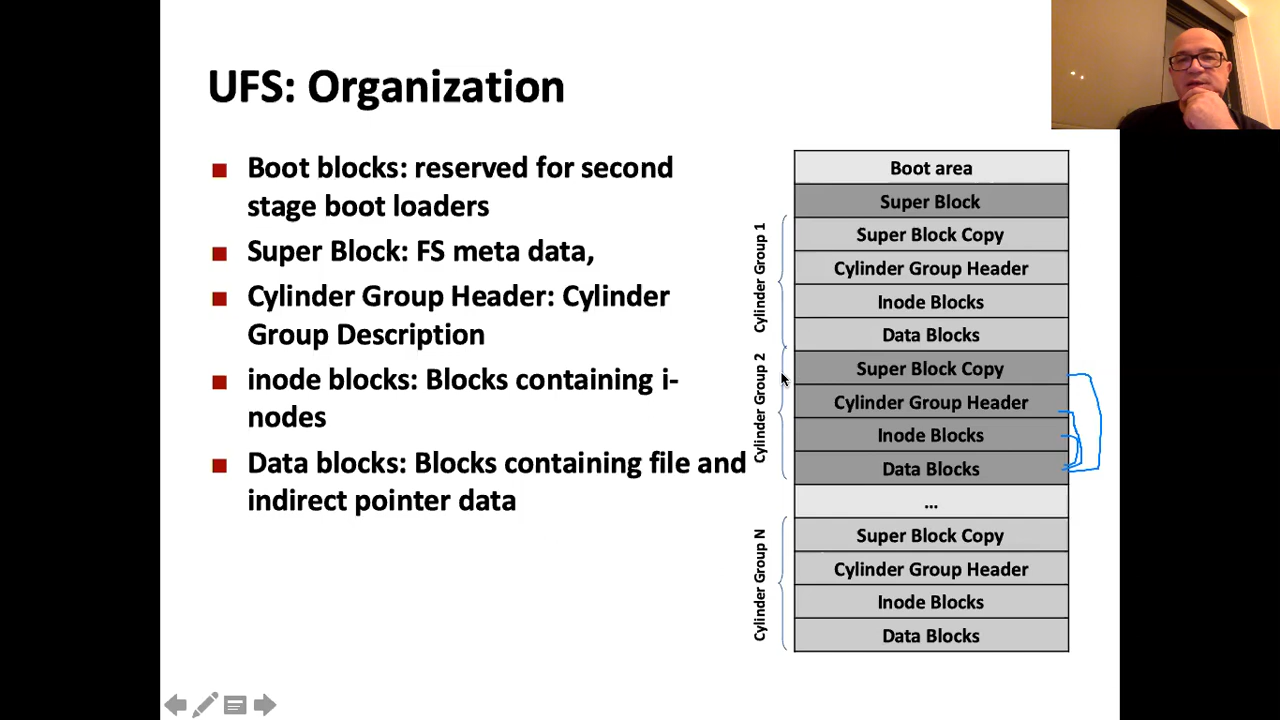 UFS: Organization
Boot blocks: reserved for second
stage boot loaders
Super Block: FS meta data,
Cylinder Group Header: Cylinder
Group Description
inode blocks: Blocks containing i-
nodes
Data blocks: Blocks containing file and
indirect pointer data
Boot area
Super Block
Cylinder Group 1
Super Block Copy
Cylinder Group Header
Inode Blocks
Data Blocks
Cylinder Group 2
Super Block Copy
Cylinder Group Header
Inode Blocks
Data Blocks
...
Cylinder Group N
Super Block Copy
Cylinder Group Header
Inode Blocks
Data Blocks